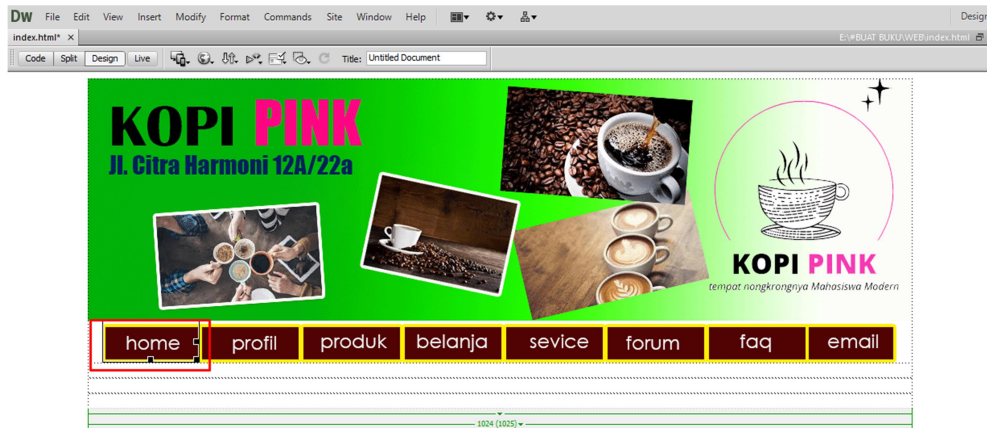 DW File Edit View Insert Modify Format Commands Site Window Help Design
index.html* × E:\#BUAT BUKU\WEB\index.html
Code Split Design Live Title: Untitled Document
KOPI PINK
Jl. Citra Harmoni 12A/22a
KOPI PINK
tempat nongkrongnya Mahasiswa Modern
home profil produk belanja sevice forum faq email
1024 (1025)